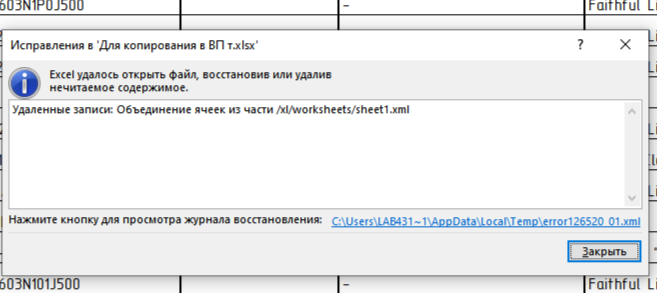 603N1P0J500 - Faithful Li
Исправления в 'Для копирования в ВП т.xlsx' ?
Excel удалось открыть файл, восстановив или удалив
нечитаемое содержимое.
Удаленные записи: Объединение ячеек из части /xl/worksheets/sheet1.xml
Нажмите кнопку для просмотра журнала восстановления: C:\Users\LAB431~1\AppData\Local\Temp\error126520_01.xml
Закрыть
603N101J500 - Faithful Li